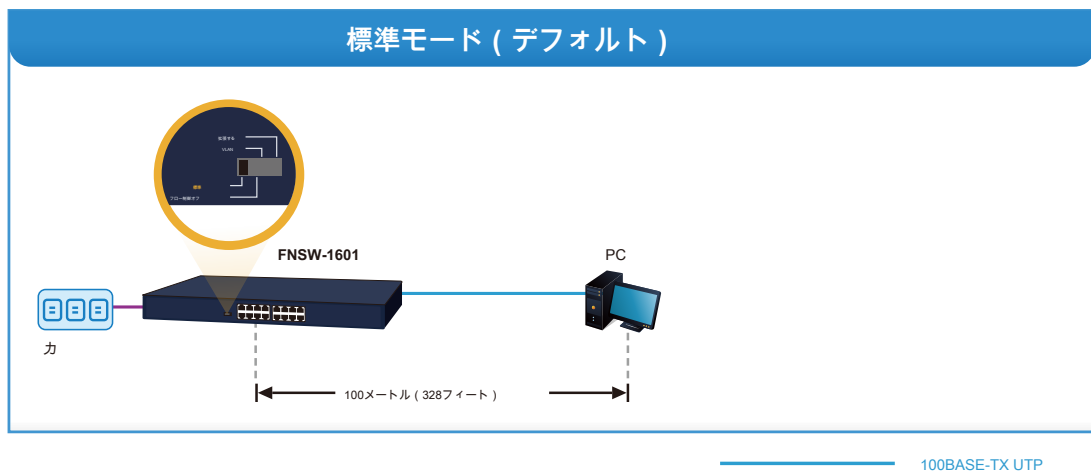 標準モード ( デフォルト )
拡張する
VLAN
標準
フロー制御オフ
FNSW-1601
PC
力
100メートル ( 328フィート )
100BASE-TX UTP